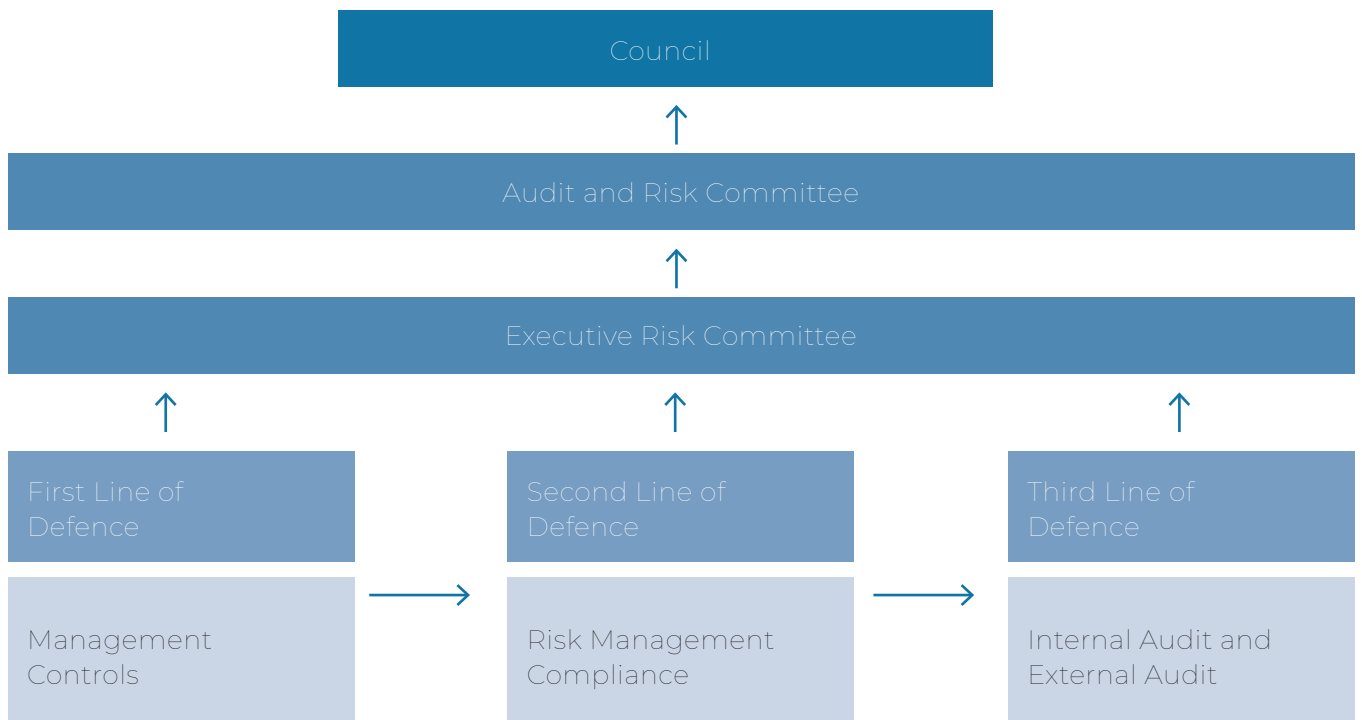 Council
Audit and Risk Committee
Executive Risk Committee
First Line of
Defence
Second Line of
Defence
Third Line of
Defence
Management
Controls
Risk Management
Compliance
Internal Audit and
External Audit